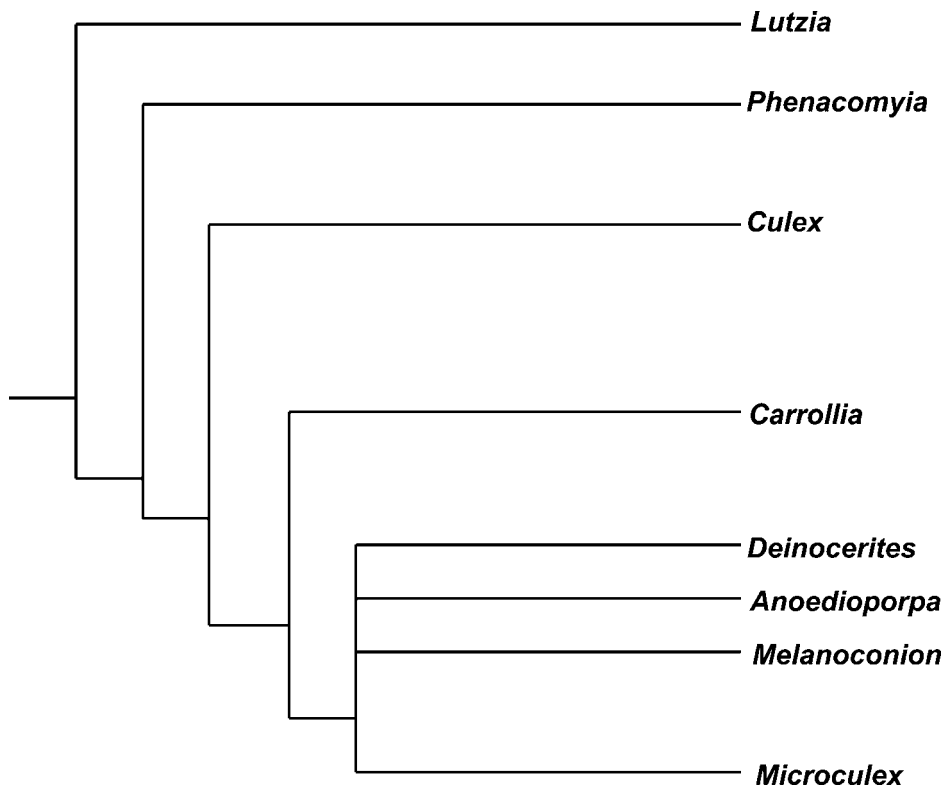 Lutzia
Phenacomyia
Culex
Carrollia
Deinocerites
Anoedioporpa
Melanoconion
Microculex